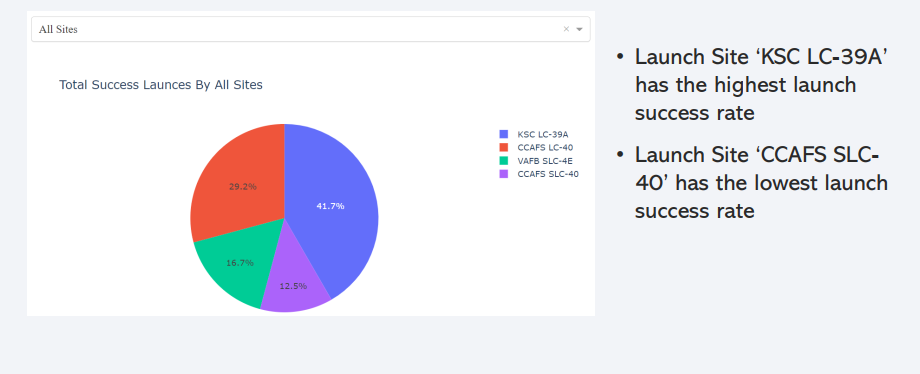 All Sites
×
Total Success Launces By All Sites
KSC LC-39A
CCAFS LC-40
VAFB SLC-4E
CCAFS SLC-40
29.2%
41.7%
16.7%
12.5%
• Launch Site ‘KSC LC-39A’
has the highest launch
success rate
• Launch Site ‘CCAFS SLC-
40’ has the lowest launch
success rate